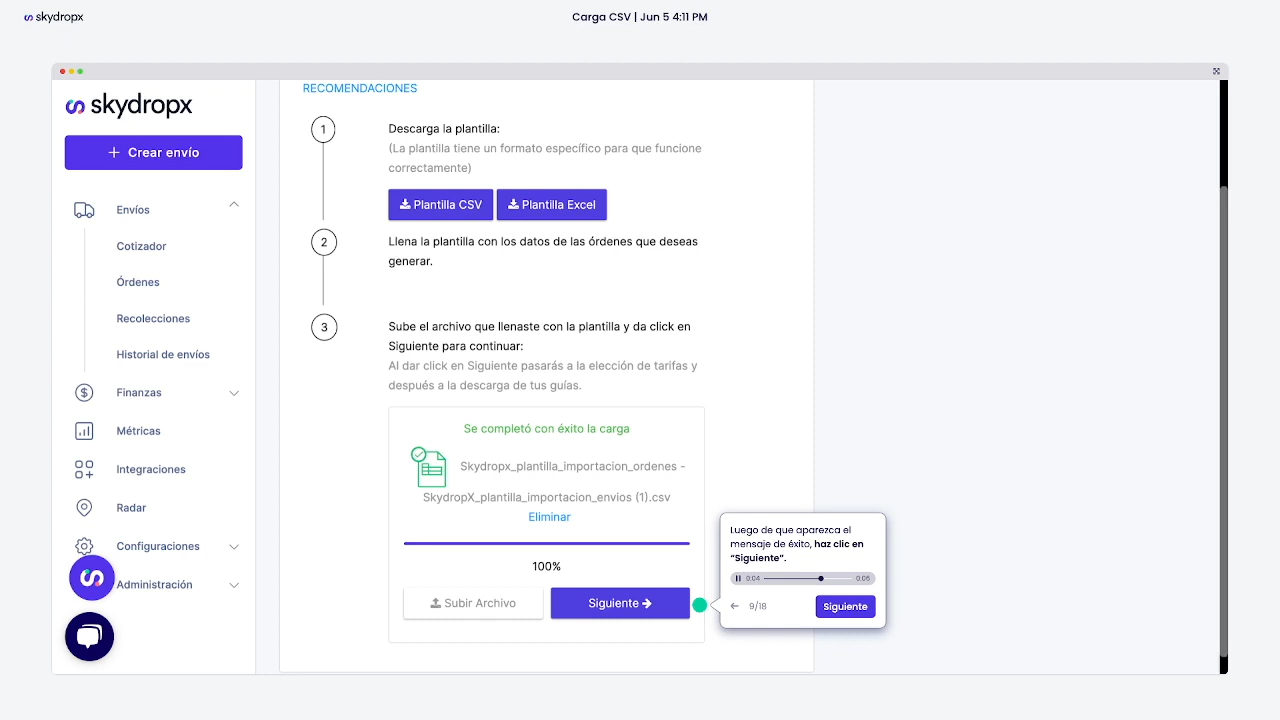 skydropx
Carga CSV | Jun 5 4:11 PM
skydropx
+ Crear envío
Envíos
Cotizador
Órdenes
Recolecciones
Historial de envíos
Finanzas
Métricas
Integraciones
Radar
Configuraciones
Administración
RECOMENDACIONES
1
Descarga la plantilla:
(La plantilla tiene un formato específico para que funcione
correctamente)
Plantilla CSV
Plantilla Excel
2
Llena la plantilla con los datos de las órdenes que deseas
generar.
3
Sube el archivo que llenaste con la plantilla y da click en
Siguiente para continuar:
Al dar click en Siguiente pasarás a la elección de tarifas y
después a la descarga de tus guías.
Se completó con éxito la carga
Skydropx_plantilla_importacion_ordenes -
SkydropX_plantilla_importacion_envios (1).csv
Eliminar
100%
Subir Archivo
Siguiente →
Luego de que aparezca el
mensaje de éxito, haz clic en
“Siguiente”.
0:04
0:06
← 9/18
Siguiente